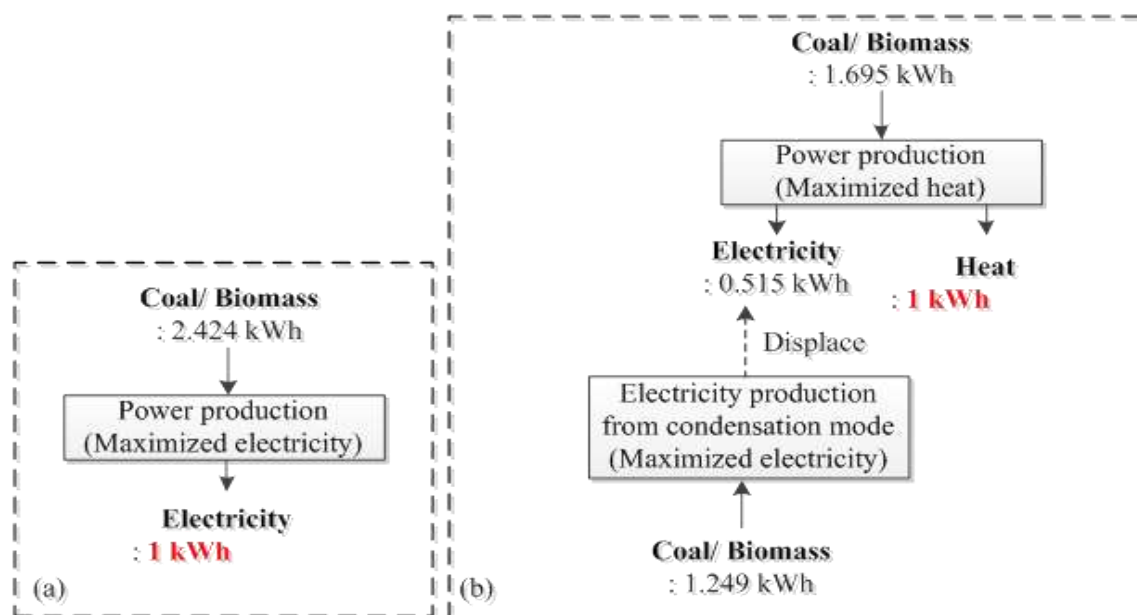 Coal/ Biomass
: 2.424 kWh
Power production
(Maximized electricity)
Electricity
: 1 kWh
(a)
Coal/ Biomass
: 1.695 kWh
Power production
(Maximized heat)
Electricity
: 0.515 kWh
Heat
: 1 kWh
Displace
Electricity production
from condensation mode
(Maximized electricity)
Coal/ Biomass
: 1.249 kWh
(b)